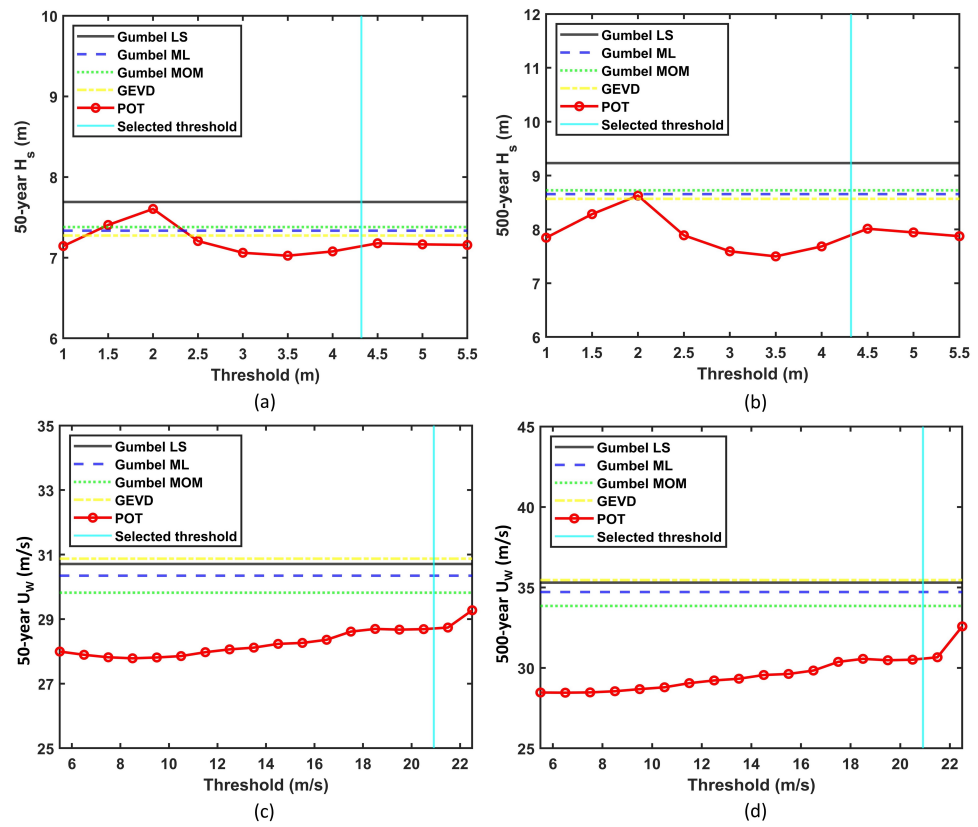 10
9
8
7
6
50-year Hs (m)
Gumbel LS
Gumbel ML
Gumbel MOM
GEVD
POT
Selected threshold
1 1.5 2 2.5 3 3.5 4 4.5 5 5.5
Threshold (m)
(a)
12
11
10
9
8
7
6
500-year Hs (m)
Gumbel LS
Gumbel ML
Gumbel MOM
GEVD
POT
Selected threshold
1 1.5 2 2.5 3 3.5 4 4.5 5 5.5
Threshold (m)
(b)
35
33
31
29
27
25
50-year Uw (m/s)
Gumbel LS
Gumbel ML
Gumbel MOM
GEVD
POT
Selected threshold
6 8 10 12 14 16 18 20 22
Threshold (m/s)
(c)
45
40
35
30
25
500-year Uw (m/s)
Gumbel LS
Gumbel ML
Gumbel MOM
GEVD
POT
Selected threshold
6 8 10 12 14 16 18 20 22
Threshold (m/s)
(d)